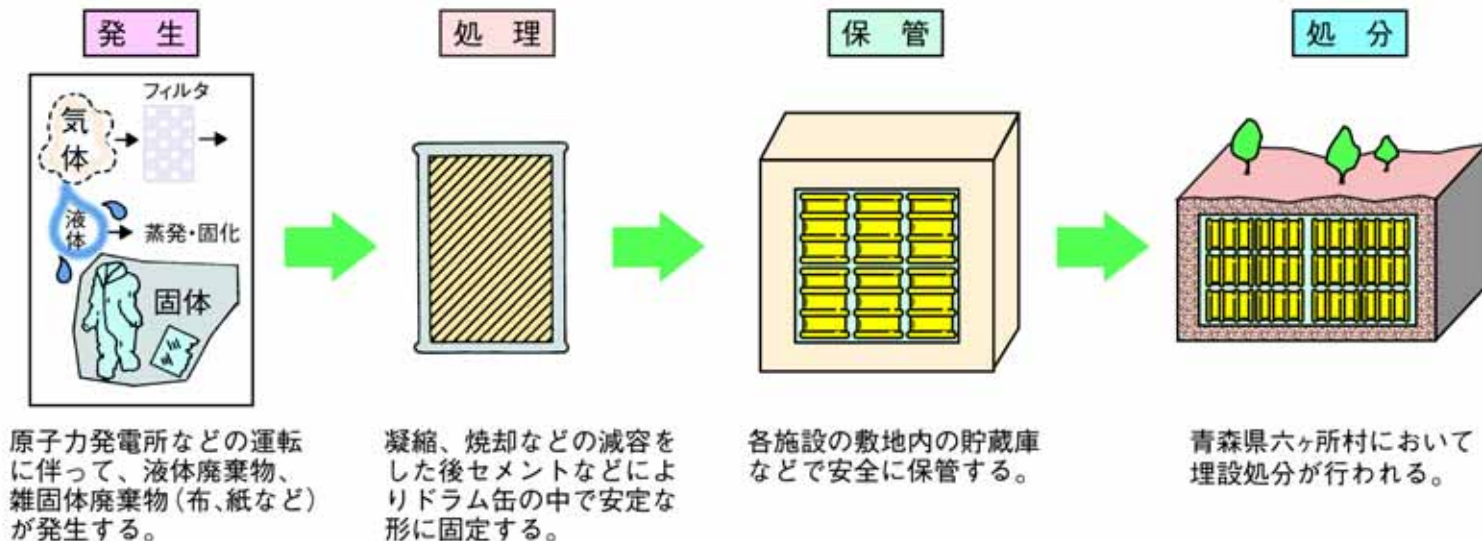 発 生
処 理
保 管
処 分
気体
フィルタ
液体
蒸発・固化
固体
原子力発電所などの運転
に伴って、液体廃棄物、
雑固体廃棄物(布、紙など)
が発生する。
凝縮、焼却などの減容を
した後セメントなどによ
りドラム缶の中で安定な
形に固定する。
各施設の敷地内の貯蔵庫
などで安全に保管する。
青森県六ヶ所村において
埋設処分が行われる。